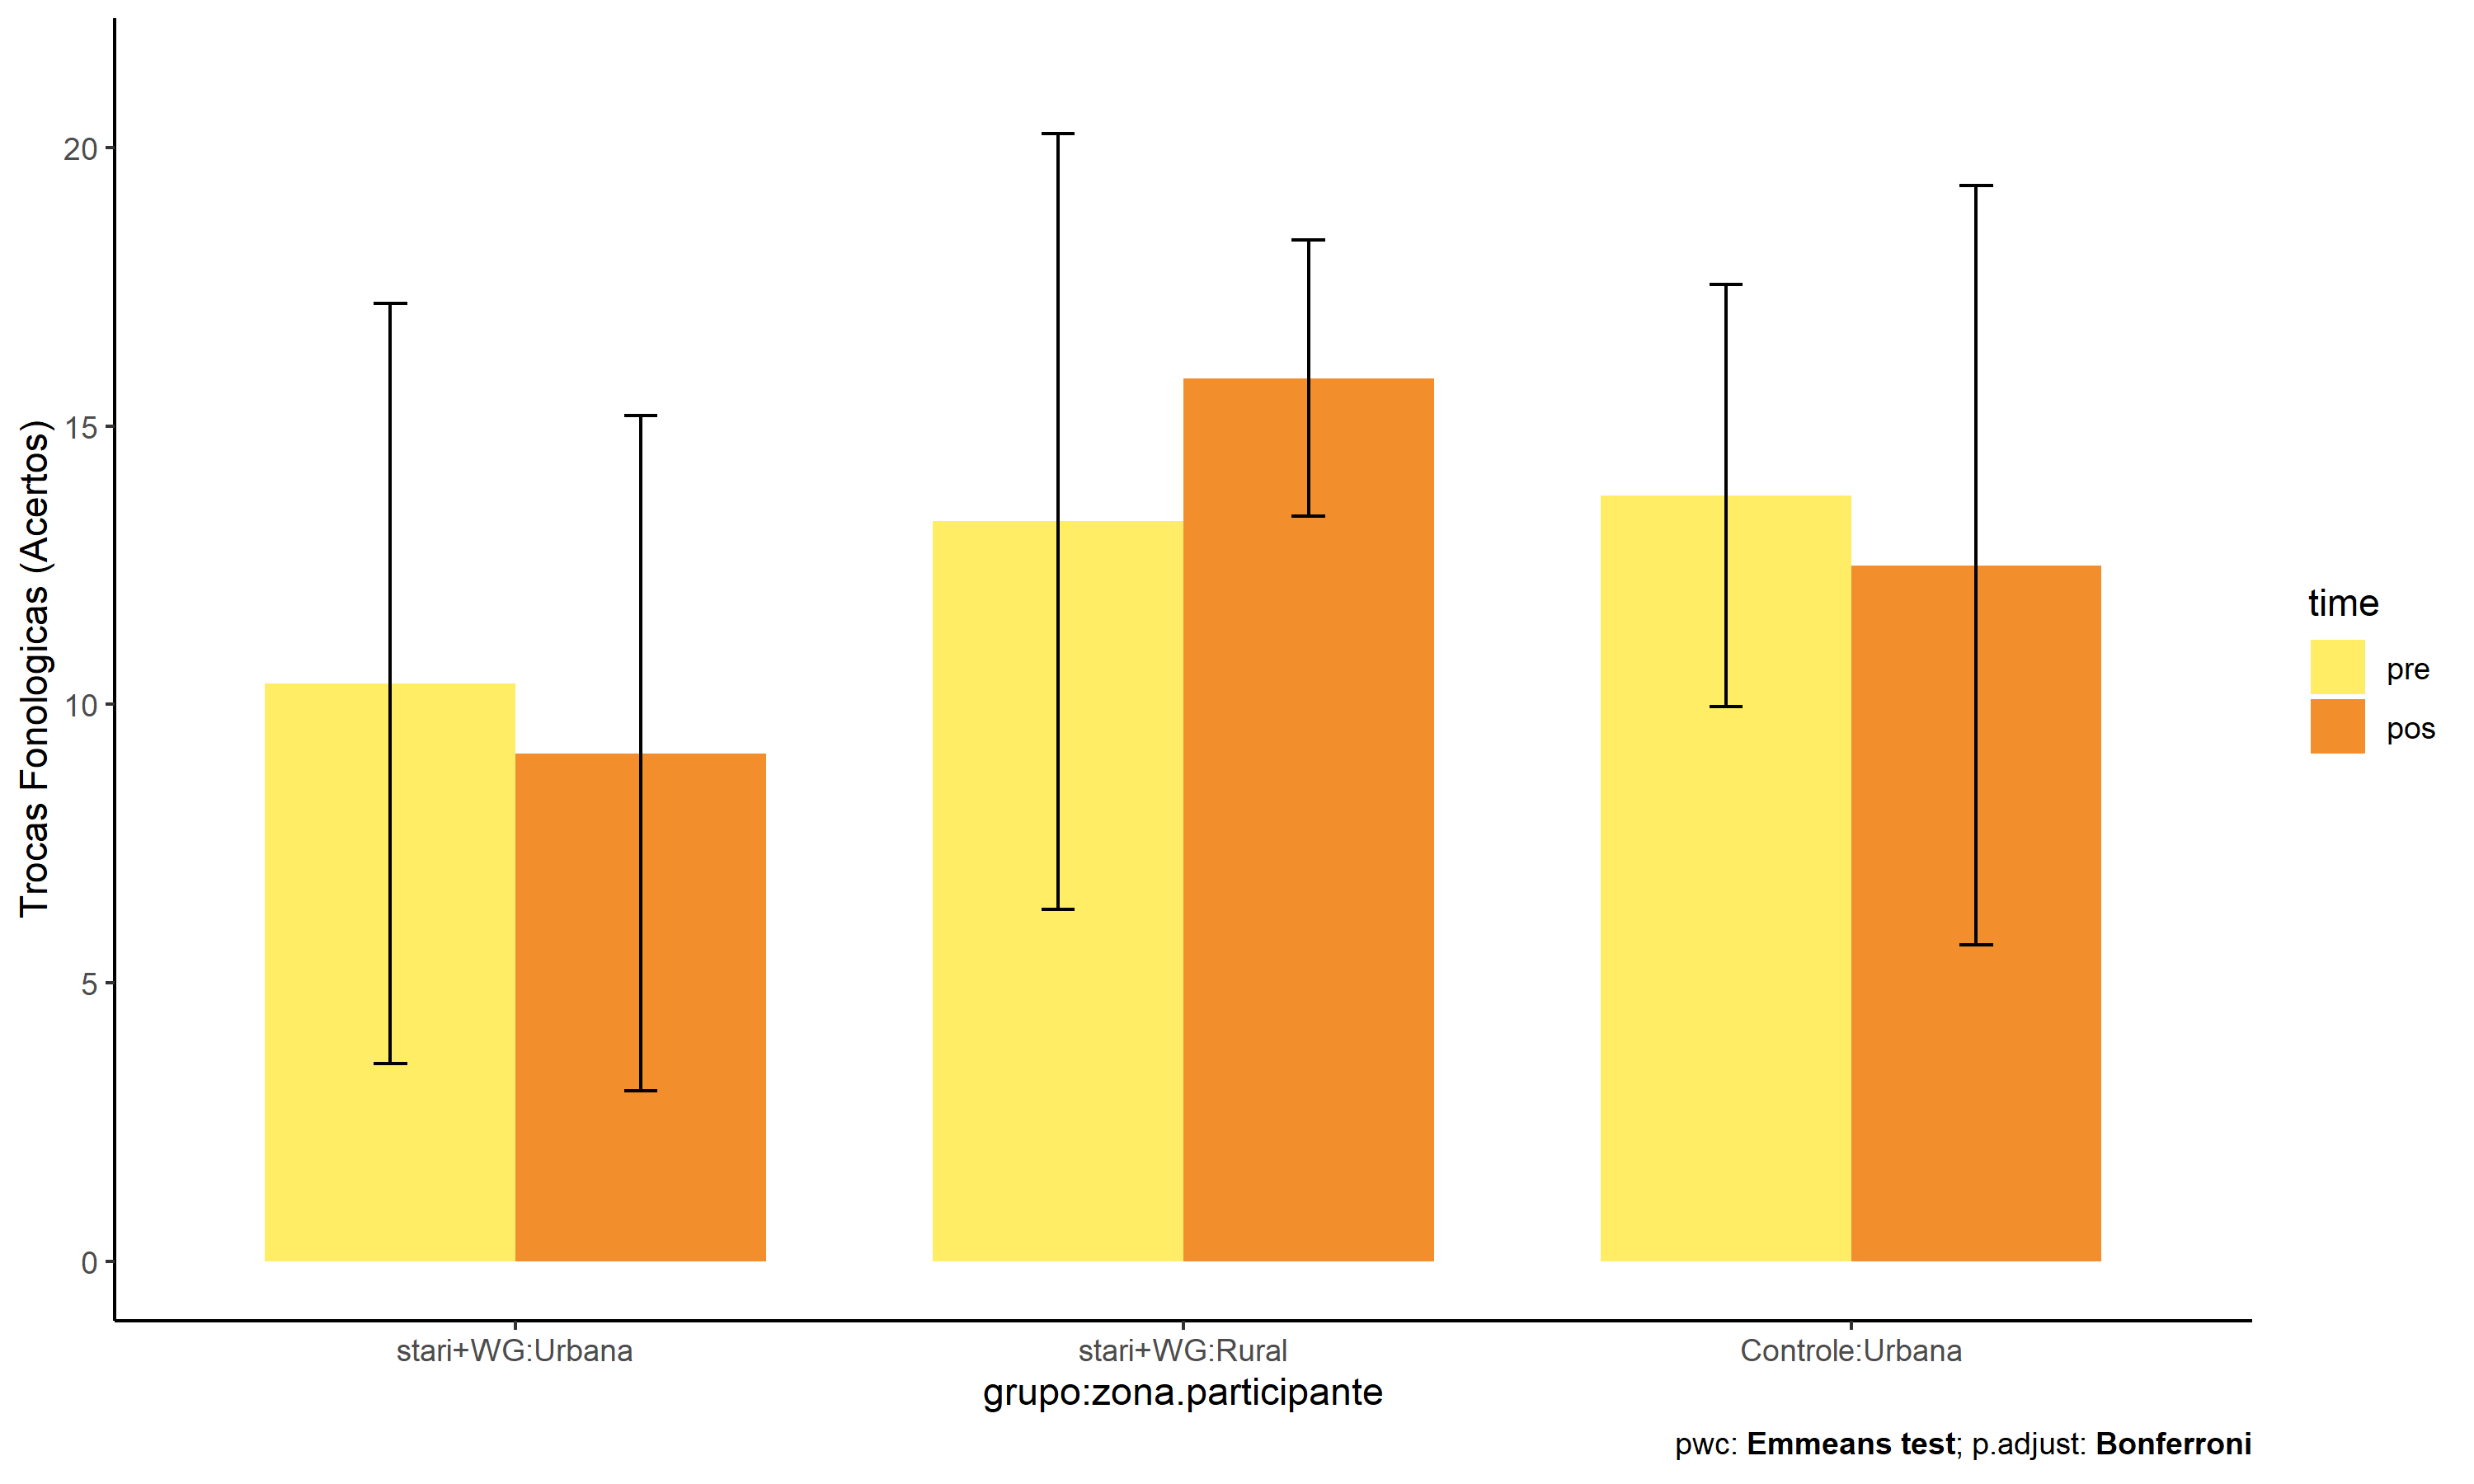 Trocas Fonologicas (Acertos)
20
15
10
5
0
stari+WG:Urbana
stari+WG:Rural
Controle:Urbana
grupo:zona.participante
time
pre
pos
pwc: Emmeans test; p.adjust: Bonferroni